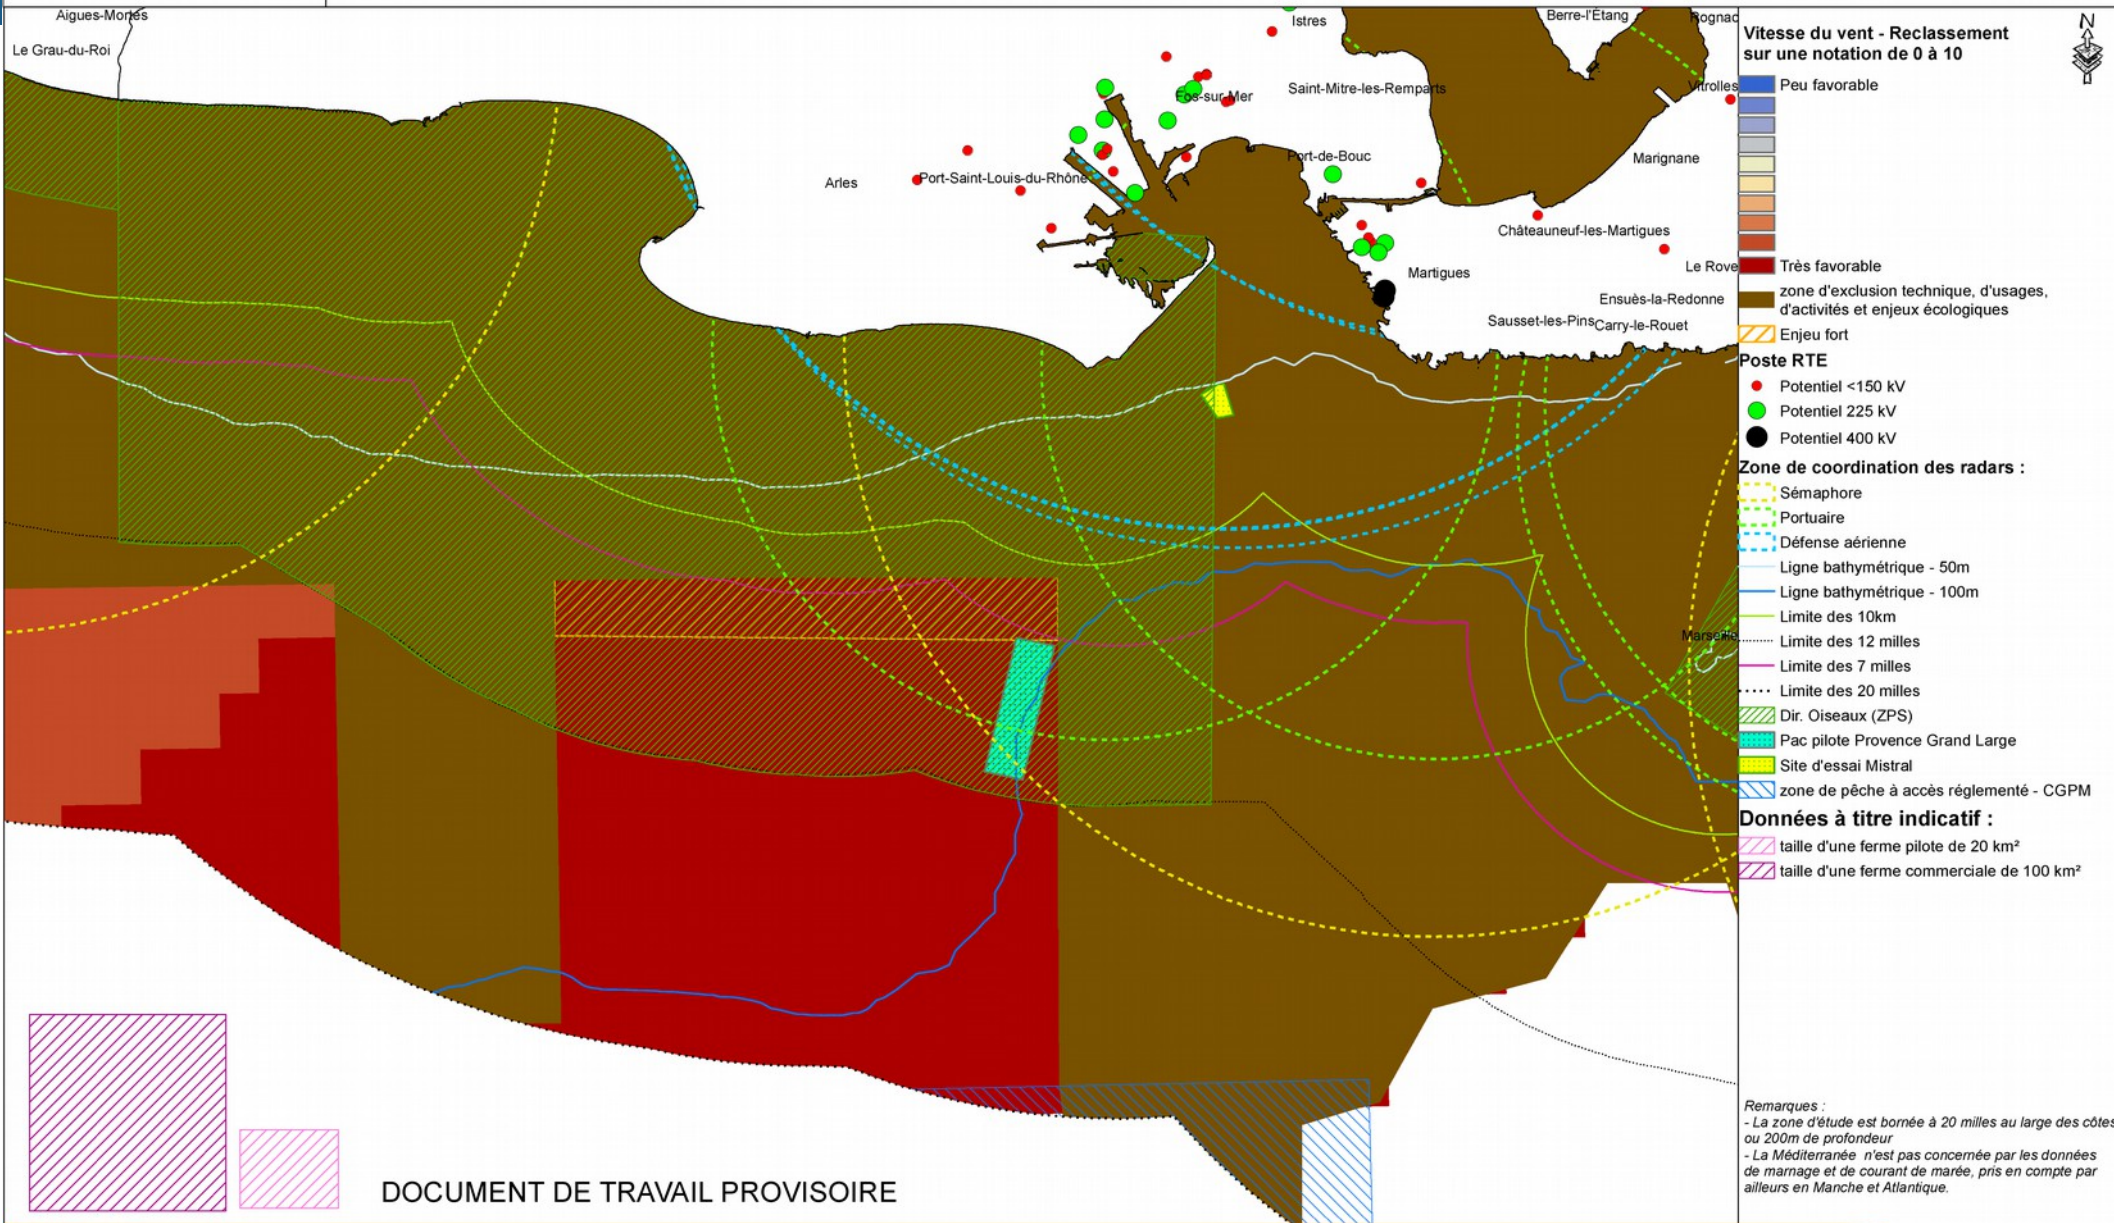 Aigues-Mortes
Le Grau-du-Roi
Istres
Berre-l'Étang
Rognac
Saint-Mitre-les-Remparts
Vitrolles
Fos-sur-Mer
Port-de-Bouc
Marignane
Arles
Port-Saint-Louis-du-Rhône
Châteauneuf-les-Martigues
Martigues
Le Rove
Ensuès-la-Redonne
Sausset-les-Pins
Carry-le-Rouet
Marseille
DOCUMENT DE TRAVAIL PROVISOIRE
N
Vitesse du vent - Reclassement
sur une notation de 0 à 10
Peu favorable
Très favorable
zone d'exclusion technique, d'usages,
d'activités et enjeux écologiques
Enjeu fort
Poste RTE
Potentiel <150 kV
Potentiel 225 kV
Potentiel 400 kV
Zone de coordination des radars :
Sémaphore
Portuaire
Défense aérienne
Ligne bathymétrique - 50m
Ligne bathymétrique - 100m
Limite des 10km
Limite des 12 milles
Limite des 7 milles
Limite des 20 milles
Dir. Oiseaux (ZPS)
Pac pilote Provence Grand Large
Site d'essai Mistral
zone de pêche à accès réglementé - CGPM
Données à titre indicatif :
taille d'une ferme pilote de 20 km²
taille d'une ferme commerciale de 100 km²
Remarques :
- La zone d'étude est bornée à 20 milles au large des côtes
ou 200m de profondeur
- La Méditerranée n'est pas concernée par les données
de marnage et de courant de marée, pris en compte par
ailleurs en Manche et Atlantique.